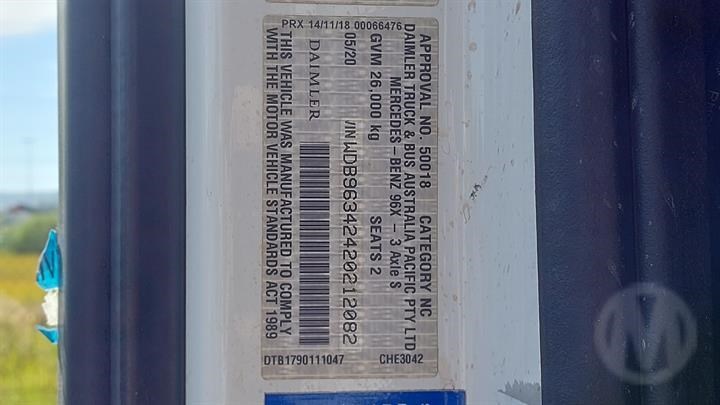 PRX 14/11/18 00066476
APPROVAL NO. 50018 CATEGORY NC
DAIMLER TRUCK & BUS AUSTRALIA PACIFIC PTY LTD
MERCEDES-BENZ 96X - 3 Axle S
GVM 26,000 kg SEATS 2
05/20 VIN WDB96342420212082
DAIMLER
THIS VEHICLE WAS MANUFACTURED TO COMPLY
WITH THE MOTOR VEHICLE STANDARDS ACT 1989
DTB1790111047 CHE3042
M